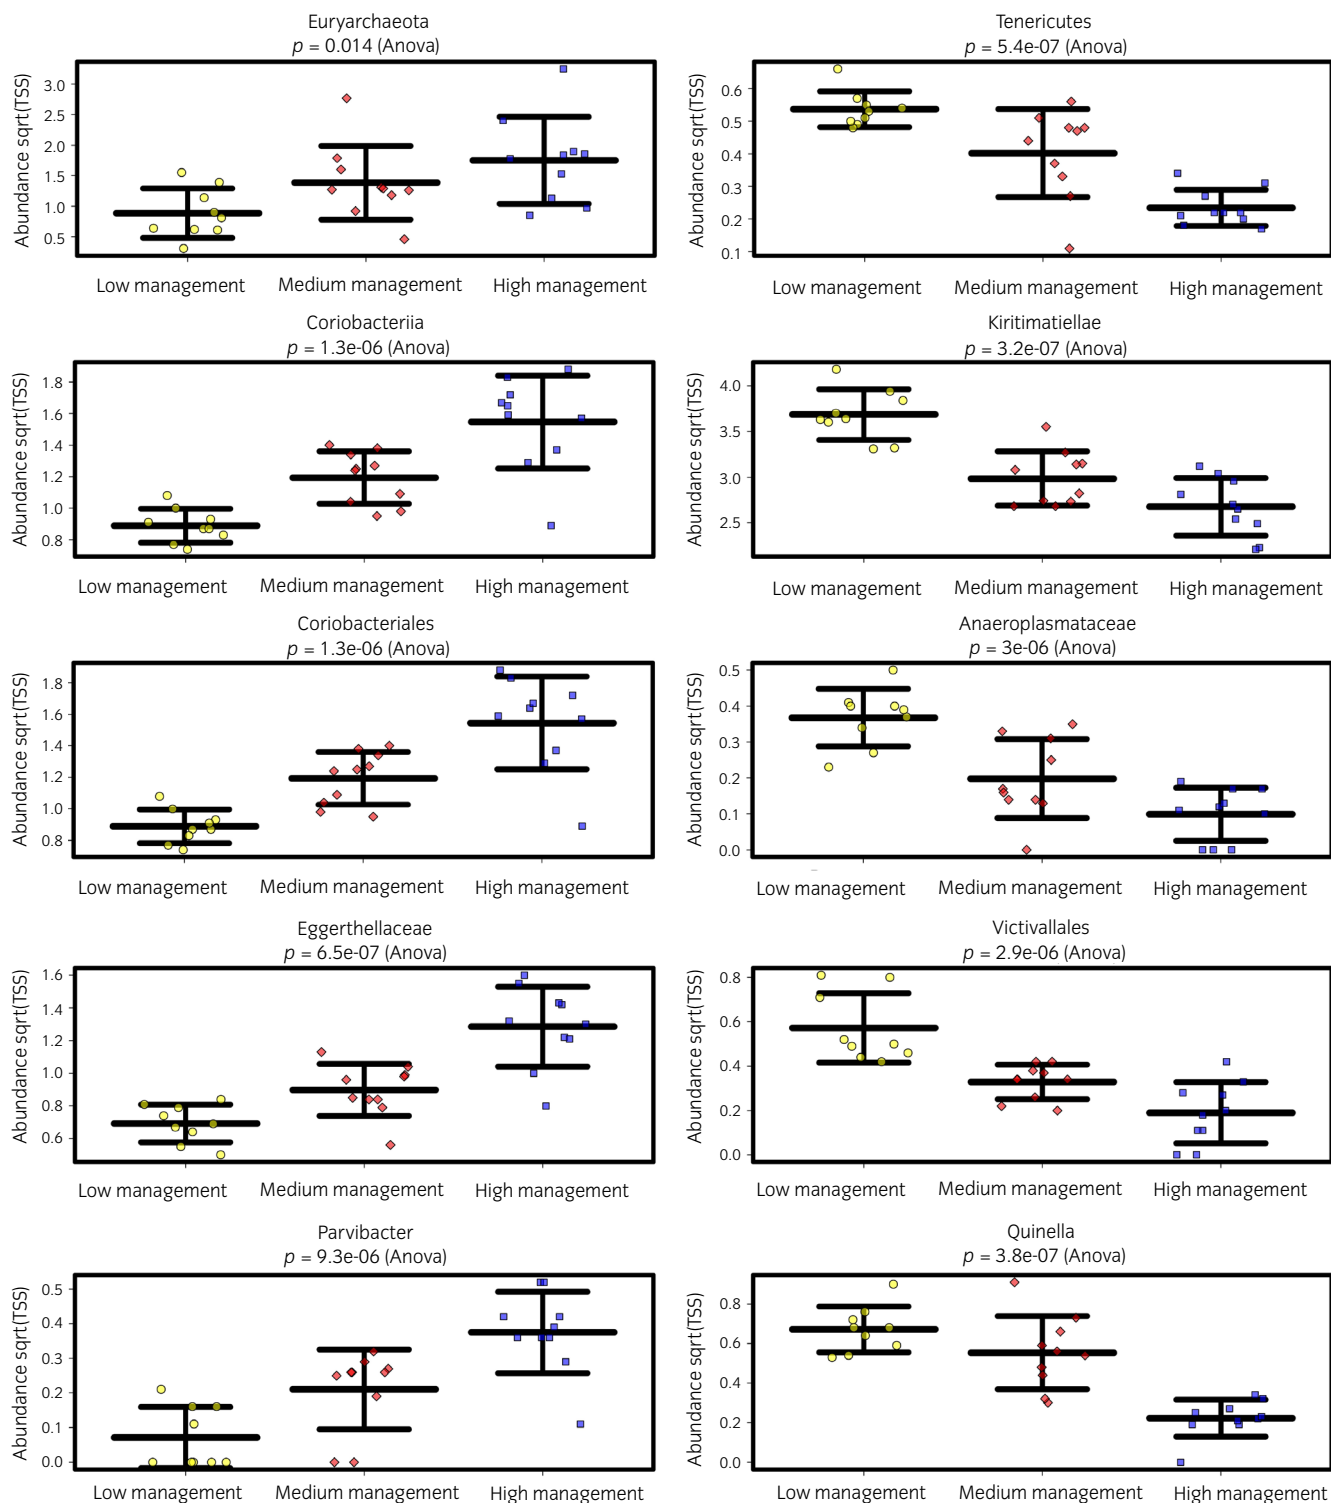 Euryarchaeota
p = 0.014 (Anova)
Abundance sqrt(TSS)
3.0
2.5
2.0
1.5
1.0
0.5
Low management Medium management High management
Tenericutes
p = 5.4e-07 (Anova)
Abundance sqrt(TSS)
0.6
0.5
0.4
0.3
0.2
0.1
Low management Medium management High management
Coriobacteriia
p = 1.3e-06 (Anova)
Abundance sqrt(TSS)
1.8
1.6
1.4
1.2
1.0
0.8
Low management Medium management High management
Kiritimatiellae
p = 3.2e-07 (Anova)
Abundance sqrt(TSS)
4.0
3.5
3.0
2.5
Low management Medium management High management
Coriobacteriales
p = 1.3e-06 (Anova)
Abundance sqrt(TSS)
1.8
1.6
1.4
1.2
1.0
0.8
Low management Medium management High management
Anaeroplasmataceae
p = 3e-06 (Anova)
Abundance sqrt(TSS)
0.5
0.4
0.3
0.2
0.1
0.0
Low management Medium management High management
Eggerthellaceae
p = 6.5e-07 (Anova)
Abundance sqrt(TSS)
1.6
1.4
1.2
1.0
0.8
0.6
Low management Medium management High management
Victivallales
p = 2.9e-06 (Anova)
Abundance sqrt(TSS)
0.8
0.6
0.4
0.2
0.0
Low management Medium management High management
Parvibacter
p = 9.3e-06 (Anova)
Abundance sqrt(TSS)
0.5
0.4
0.3
0.2
0.1
0.0
Low management Medium management High management
Quinella
p = 3.8e-07 (Anova)
Abundance sqrt(TSS)
0.8
0.6
0.4
0.2
0.0
Low management Medium management High management